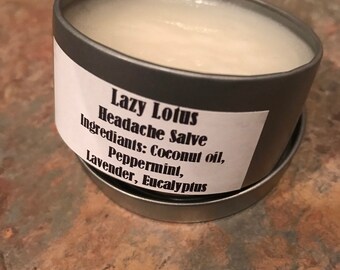 Lazy Lotus
Headache Salve
Ingrediants: Coconut oil,
Peppermint,
Lavender, Eucalyptus